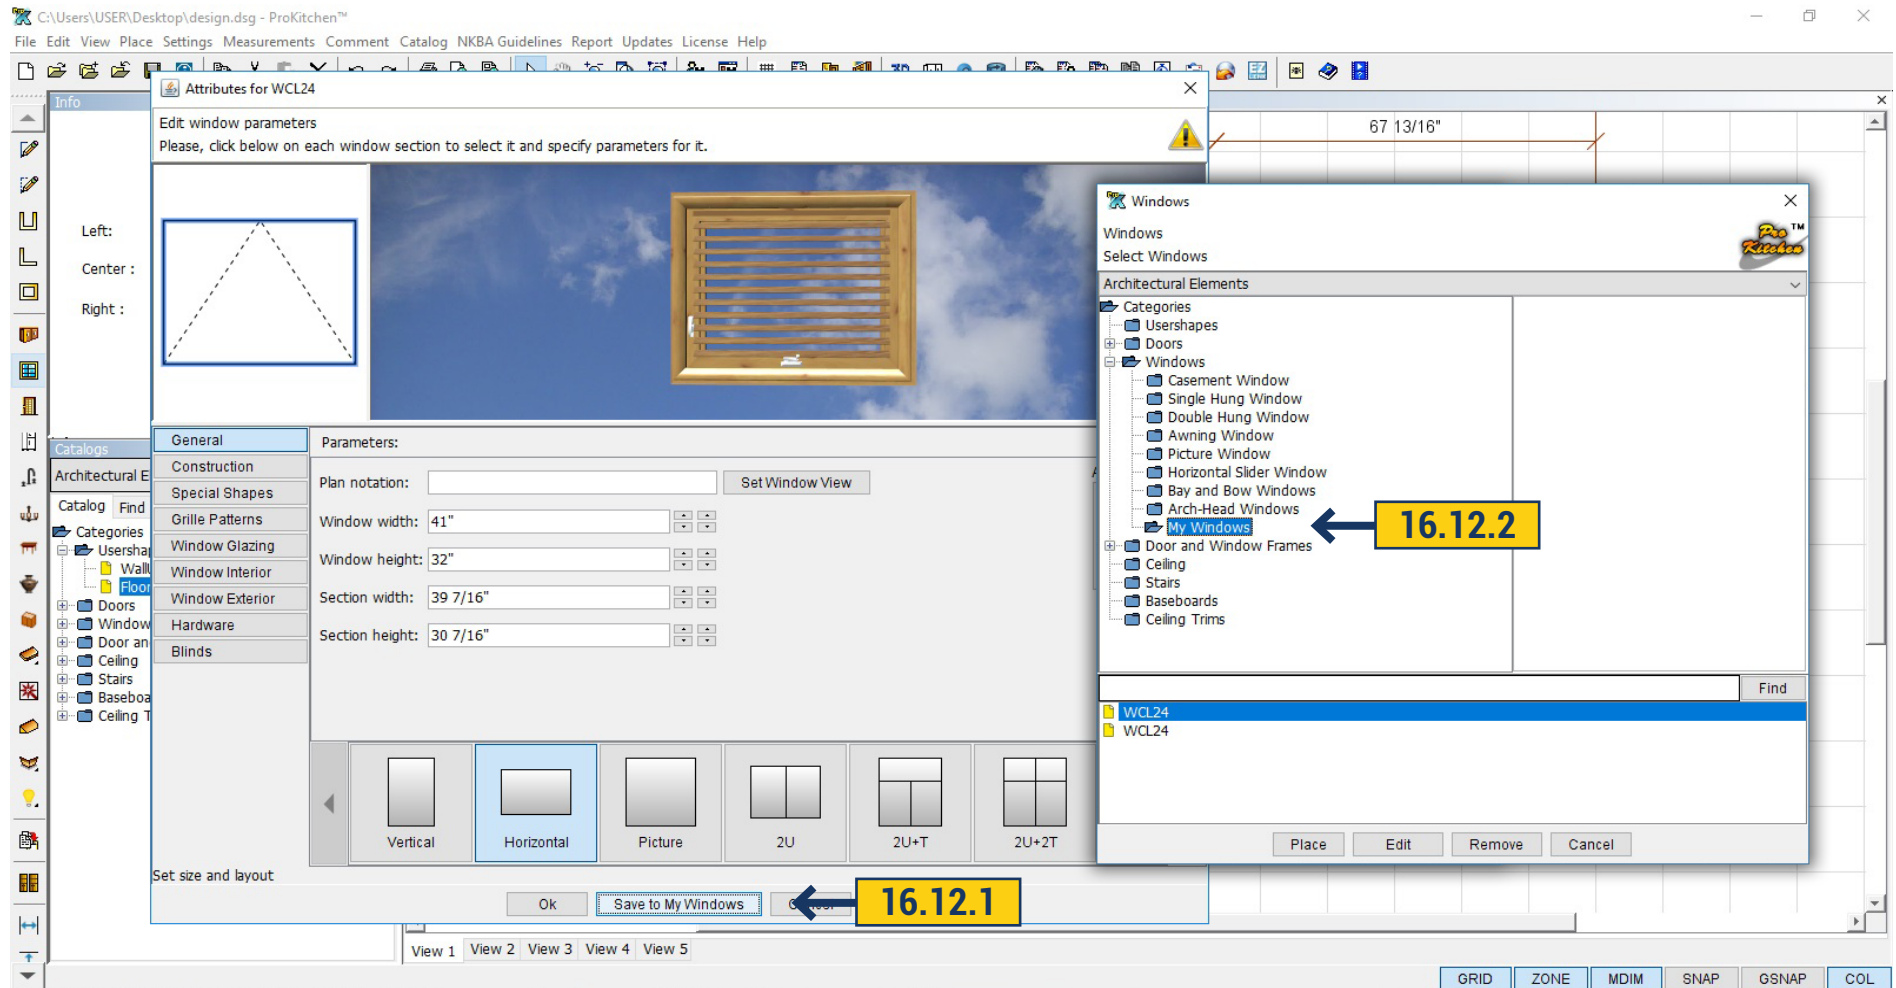 C:\Users\USER\Desktop\design.dsg - ProKitchen™
File Edit View Place Settings Measurements Comment Catalog NKBA Guidelines Report Updates License Help
Info
Left:
Center :
Right :
Catalogs
Architectural E
Catalog Find
Categories
Usershap
Wall
Floor
Doors
Window
Door an
Ceiling
Stairs
Baseboa
Ceiling T
Attributes for WCL24
Edit window parameters
Please, click below on each window section to select it and specify parameters for it.
General
Construction
Special Shapes
Grille Patterns
Window Glazing
Window Interior
Window Exterior
Hardware
Blinds
Parameters:
Plan notation:
Set Window View
Window width: 41"
Window height: 32"
Section width: 39 7/16"
Section height: 30 7/16"
Vertical
Horizontal
Picture
2U
2U+T
2U+2T
Set size and layout
Ok
Save to My Windows
16.12.1
67 13/16"
Windows
Windows
Select Windows
Pro Kitchen ™
Architectural Elements
Categories
Usershapes
Doors
Windows
Casement Window
Single Hung Window
Double Hung Window
Awning Window
Picture Window
Horizontal Slider Window
Bay and Bow Windows
Arch-Head Windows
My Windows
Door and Window Frames
Ceiling
Stairs
Baseboards
Ceiling Trims
16.12.2
Find
WCL24
WCL24
Place
Edit
Remove
Cancel
View 1 View 2 View 3 View 4 View 5
GRID ZONE MDIM SNAP GSNAP COL